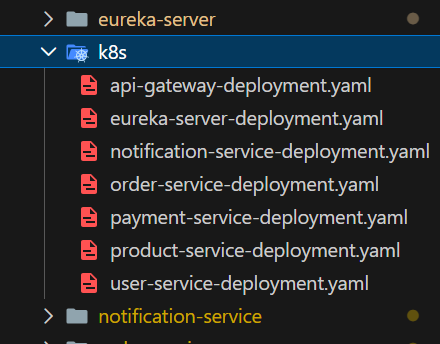 eureka-server
k8s
api-gateway-deployment.yaml
eureka-server-deployment.yaml
notification-service-deployment.yaml
order-service-deployment.yaml
payment-service-deployment.yaml
product-service-deployment.yaml
user-service-deployment.yaml
notification-service